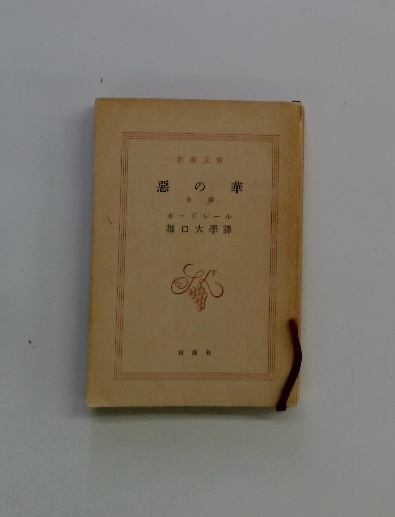 新潮文庫
惡の華
全譯
ボードレール
堀口大學譯
新潮社